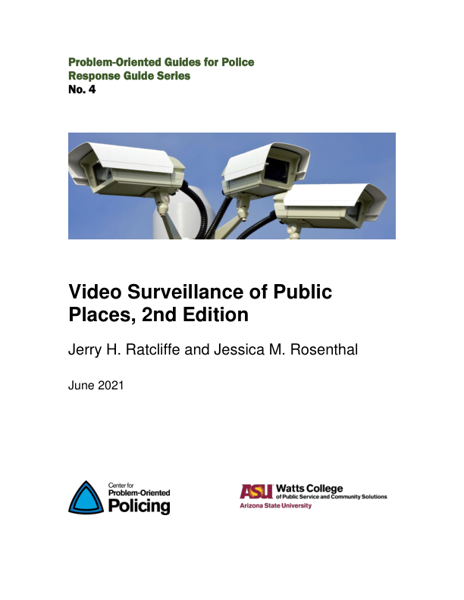 Problem-Oriented Guides for Police
Response Guide Series
No. 4
Video Surveillance of Public
Places, 2nd Edition
Jerry H. Ratcliffe and Jessica M. Rosenthal
June 2021
Center for
Problem-Oriented
Policing
ASU Watts College
of Public Service and Community Solutions
Arizona State University